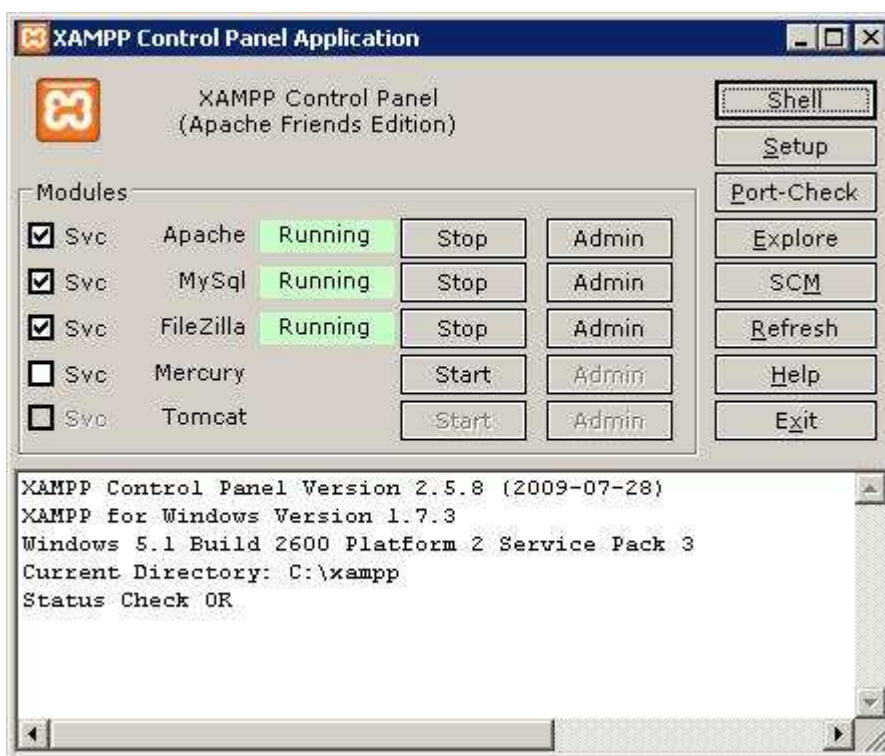 XAMPP Control Panel Application
XAMPP Control Panel
(Apache Friends Edition)
Shell
Setup
Port-Check
Explore
SCM
Refresh
Help
Exit
Modules
Svc Apache Running Stop Admin
Svc MySql Running Stop Admin
Svc FileZilla Running Stop Admin
Svc Mercury Start Admin
Svc Tomcat Start Admin
XAMPP Control Panel Version 2.5.8 (2009-07-28)
XAMPP for Windows Version 1.7.3
Windows 5.1 Build 2600 Platform 2 Service Pack 3
Current Directory: C:\xampp
Status Check OK